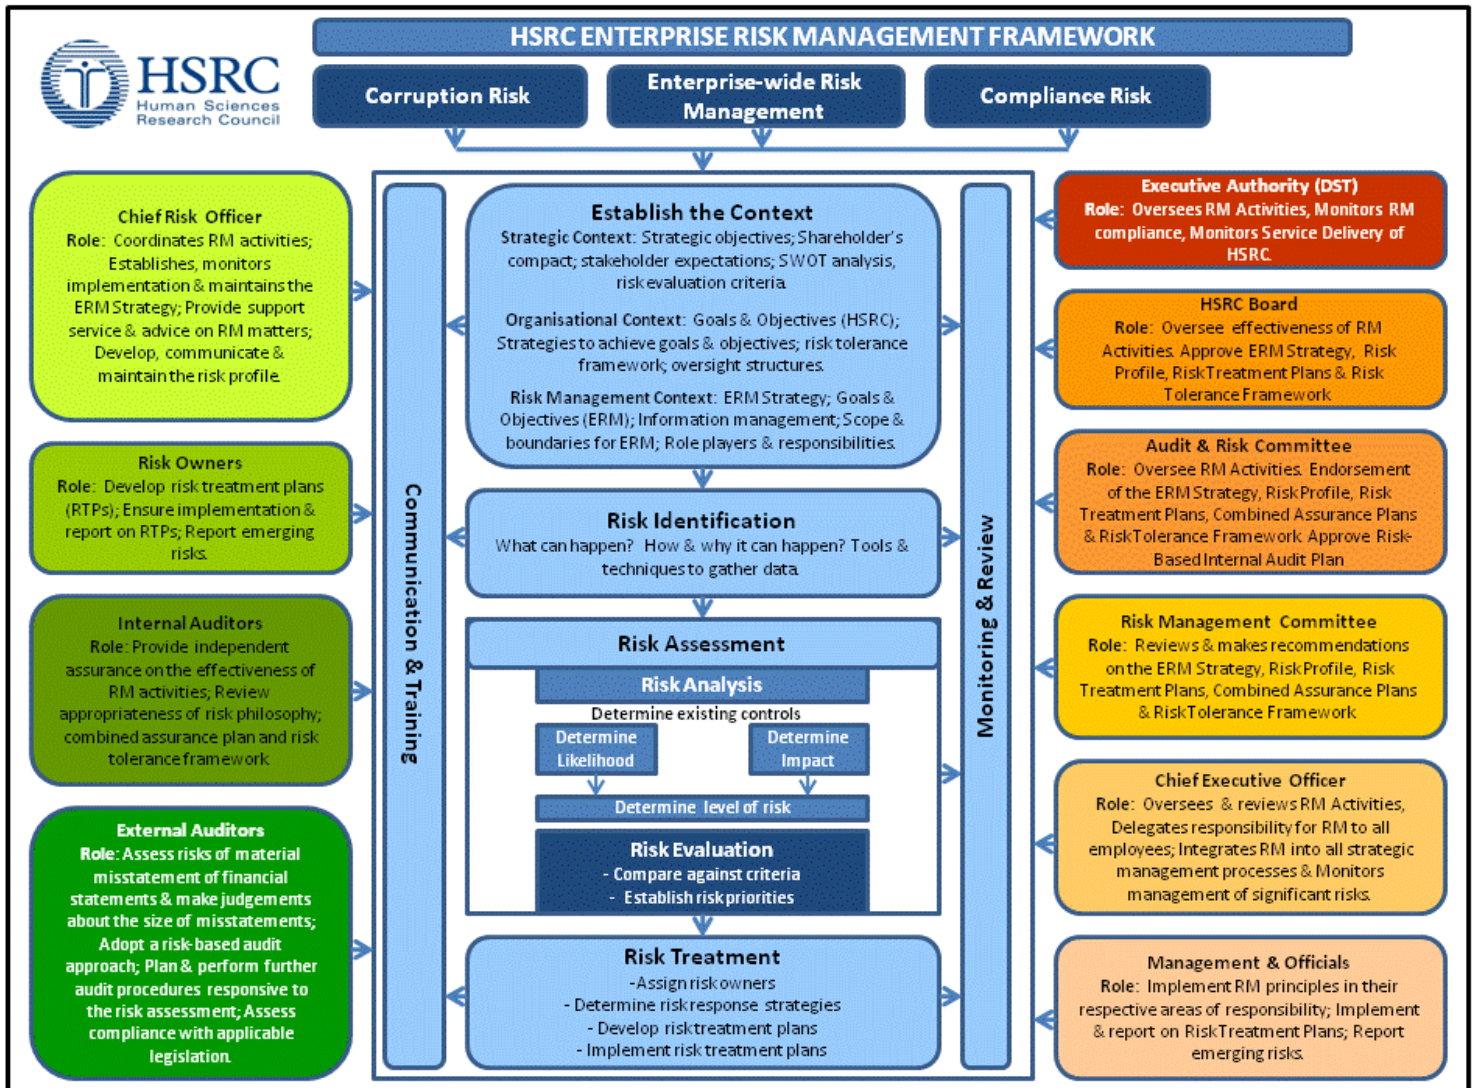 HSRC ENTERPRISE RISK MANAGEMENT FRAMEWORK
HSRC
Human Sciences
Research Council
Corruption Risk
Enterprise-wide Risk
Management
Compliance Risk
Chief Risk Officer
Role: Coordinates RM activities;
Establishes, monitors
implementation & maintains the
ERM Strategy; Provide support
service & advice on RM matters;
Develop, communicate &
maintain the risk profile.
Risk Owners
Role: Develop risk treatment plans
(RTPs); Ensure implementation &
report on RTPs; Report emerging
risks.
Internal Auditors
Role: Provide independent
assurance on the effectiveness of
RM activities; Review
appropriateness of risk philosophy;
combined assurance plan and risk
tolerance framework
External Auditors
Role: Assess risks of material
misstatement of financial
statements & make judgements
about the size of misstatements;
Adopt a risk-based audit
approach; Plan & perform further
audit procedures responsive to
the risk assessment; Assess
compliance with applicable
legislation.
Communication & Training
Establish the Context
Strategic Context: Strategic objectives; Shareholder's
compact; stakeholder expectations; SWOT analysis,
risk evaluation criteria.
Organisational Context: Goals & Objectives (HSRC);
Strategies to achieve goals & objectives; risk tolerance
framework; oversight structures.
Risk Management Context: ERM Strategy; Goals &
Objectives (ERM); Information management; Scope &
boundaries for ERM; Role players & responsibilities.
Risk Identification
What can happen? How & why it can happen? Tools &
techniques to gather data.
Risk Assessment
Risk Analysis
Determine existing controls
Determine
Likelihood
Determine
Impact
Determine level of risk
Risk Evaluation
- Compare against criteria
- Establish risk priorities
Risk Treatment
-Assign risk owners
- Determine risk response strategies
- Develop risk treatment plans
- Implement risk treatment plans
Monitoring & Review
Executive Authority (DST)
Role: Oversees RM Activities, Monitors RM
compliance, Monitors Service Delivery of
HSRC.
HSRC Board
Role: Oversee effectiveness of RM
Activities. Approve ERM Strategy, Risk
Profile, Risk Treatment Plans & Risk
Tolerance Framework
Audit & Risk Committee
Role: Oversee RM Activities. Endorsement
of the ERM Strategy, Risk Profile, Risk
Treatment Plans, Combined Assurance Plans
& Risk Tolerance Framework. Approve Risk-
Based Internal Audit Plan
Risk Management Committee
Role: Reviews & makes recommendations
on the ERM Strategy, Risk Profile, Risk
Treatment Plans, Combined Assurance Plans
& Risk Tolerance Framework
Chief Executive Officer
Role: Oversees & reviews RM Activities,
Delegates responsibility for RM to all
employees; Integrates RM into all strategic
management processes & Monitors
management of significant risks.
Management & Officials
Role: Implement RM principles in their
respective areas of responsibility; Implement
& report on Risk Treatment Plans; Report
emerging risks.